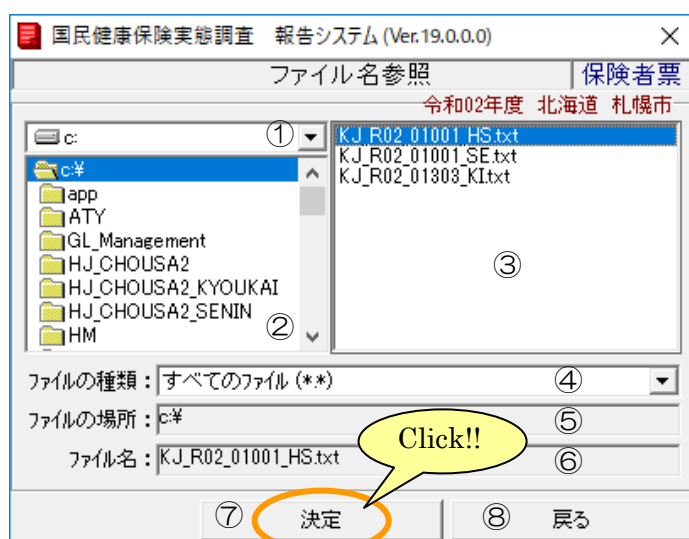 国民健康保険実態調査　報告システム (Ver.19.0.0.0)
ファイル名参照
保険者票
令和02年度 北海道 札幌市
c: ①
c:¥
app
ATY
GL_Management
HJ_CHOUSA2
HJ_CHOUSA2_KYOUKAI
HJ_CHOUSA2_SENIN
HM
②
KJ_R02_01001_HS.txt
KJ_R02_01001_SE.txt
KJ_R02_01303_KI.txt
③
ファイルの種類：すべてのファイル (*.*) ④
ファイルの場所：c:¥ ⑤
ファイル名：KJ_R02_01001_HS.txt ⑥
Click!!
⑦ 決定
⑧ 戻る